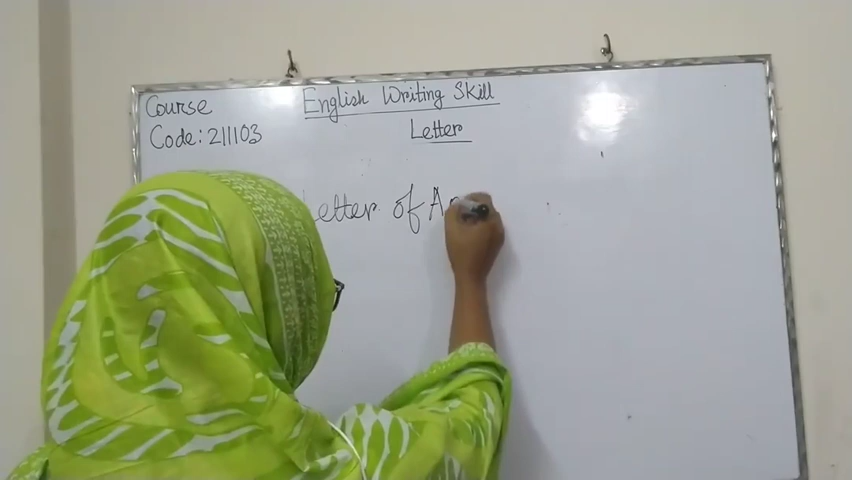 Course
Code: 211103
English Writing Skill
Letter
Letter of